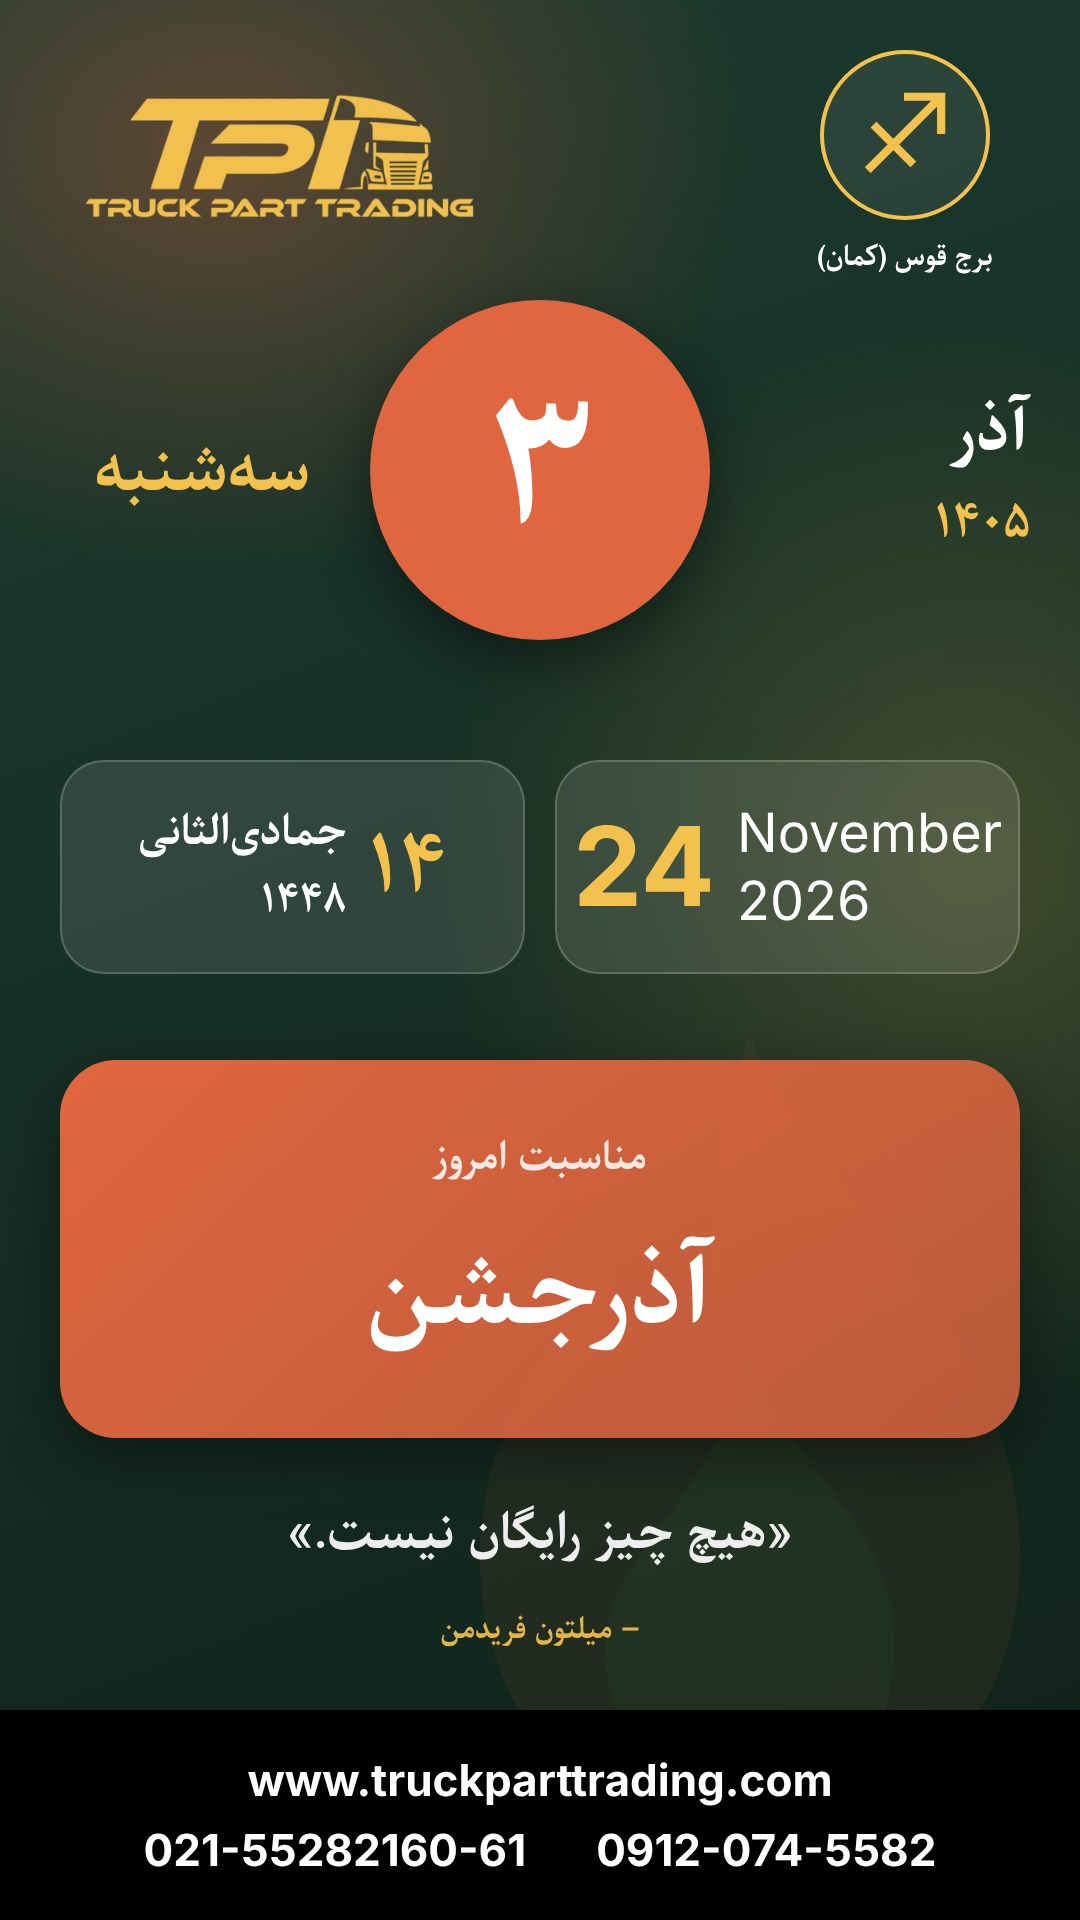 TPI
TRUCK PART TRADING
برج قوس (کمان)
آذر
۱۴۰۵
۳
سه‌شنبه
24
November
2026
۱۴
جمادی‌الثانی
۱۴۴۸
مناسبت امروز
آذرجشن
«هیچ چیز رایگان نیست.»
– میلتون فریدمن
www.truckparttrading.com
021-55282160-61 0912-074-5582